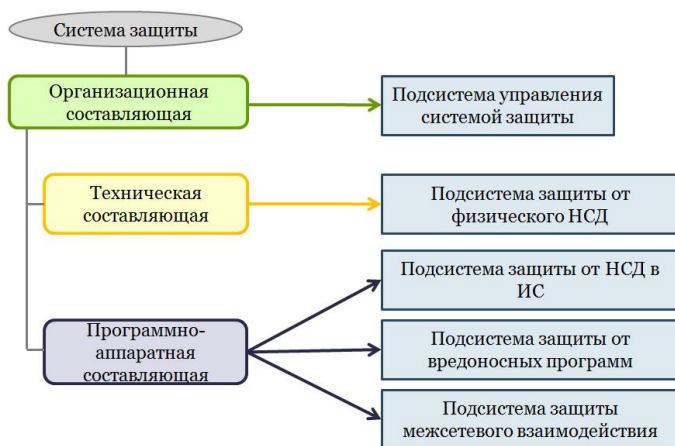 Система защиты
Организационная
составляющая
Подсистема управления
системой защиты
Техническая
составляющая
Подсистема защиты от
физического НСД
Подсистема защиты от НСД в
ИС
Программно-
аппаратная
составляющая
Подсистема защиты от
вредоносных программ
Подсистема защиты
межсетевого взаимодействия